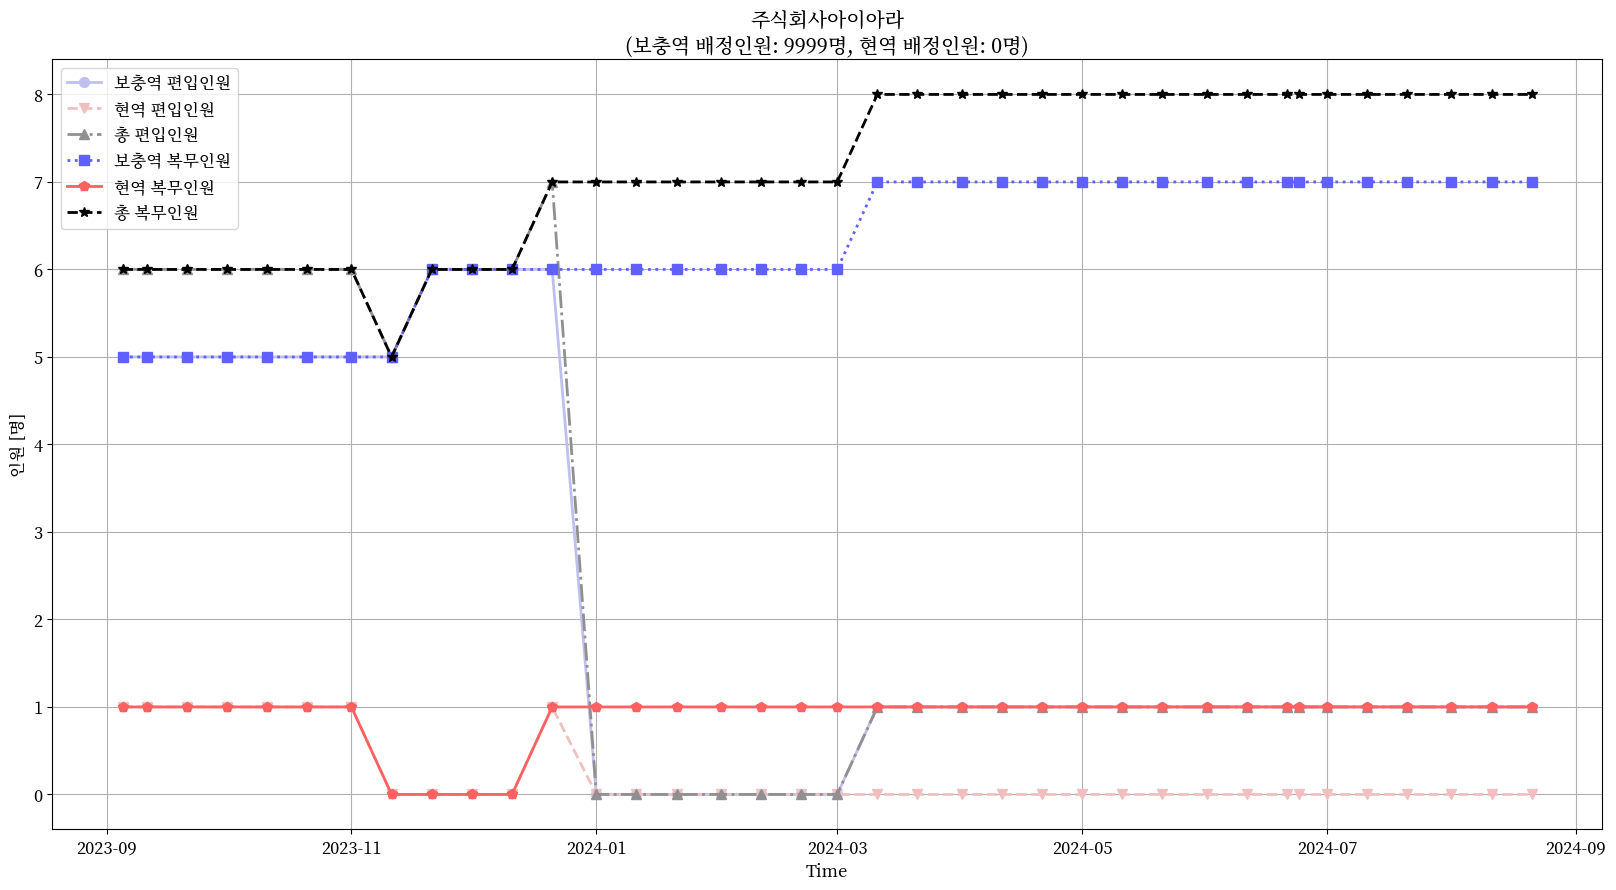 주식회사아이아라
(보충역 배정인원: 9999명, 현역 배정인원: 0명)
보충역 편입인원
현역 편입인원
총 편입인원
보충역 복무인원
현역 복무인원
총 복무인원
8
7
6
5
4
3
2
1
0
인원 [명]
2023-09
2023-11
2024-01
2024-03
2024-05
2024-07
2024-09
Time